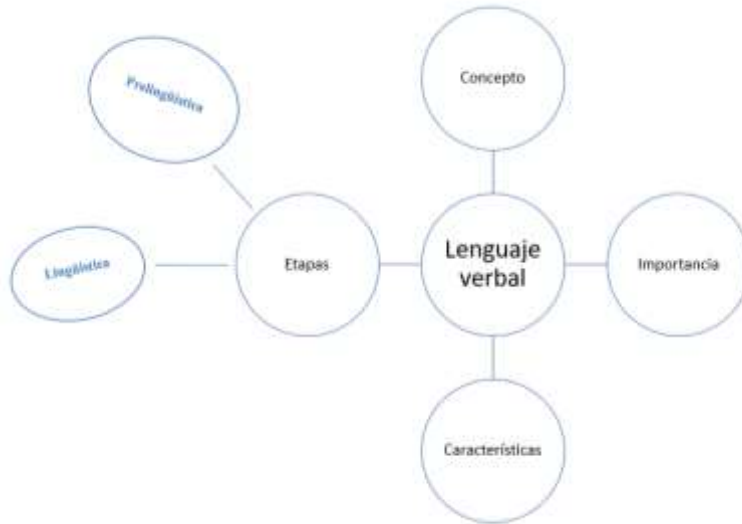 Concepto
Prelingüística
Lingüística
Etapas
Lenguaje
verbal
Importancia
Características